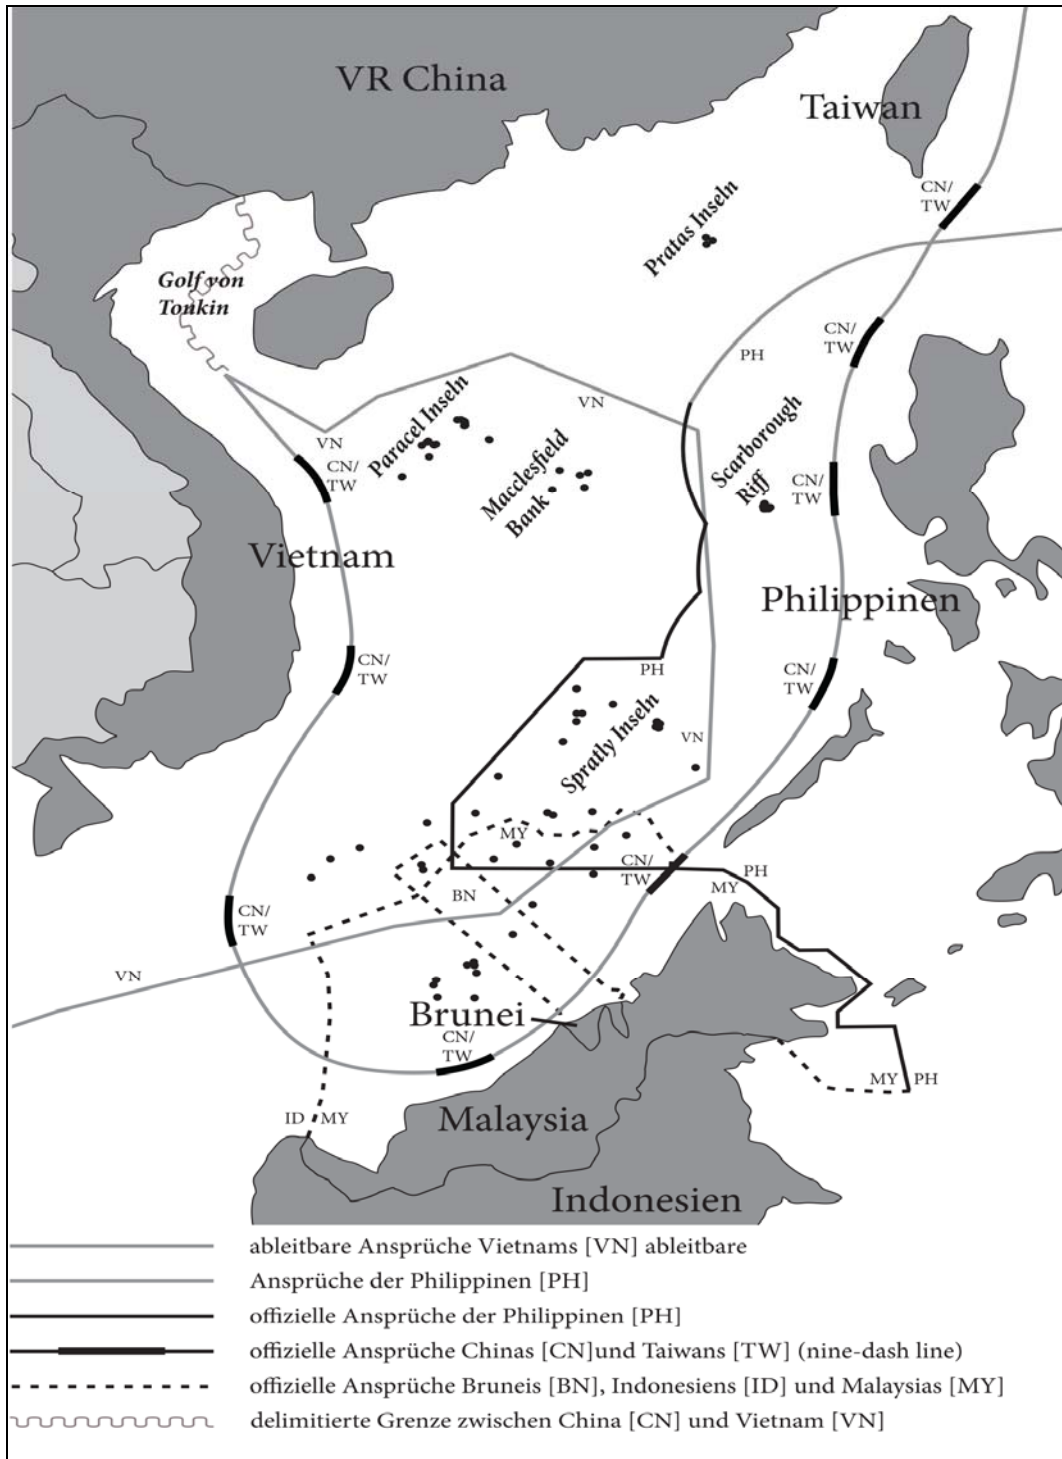 VR China
Taiwan
CN/
TW
Pratas Inseln
Golf von
Tonkin
CN/
TW
PH
VN
VN
Paracel Inseln
CN/
TW
Macclesfield
Bank
Scarborough
Riff
CN/
TW
Vietnam
Philippinen
CN/
TW
PH
CN/
TW
Spratly Inseln
VN
MY
CN/
TW
PH
MY
BN
CN/
TW
VN
Brunei
CN/
TW
MY
PH
ID
MY
Malaysia
Indonesien
ableitbare Ansprüche Vietnams [VN] ableitbare
Ansprüche der Philippinen [PH]
offizielle Ansprüche der Philippinen [PH]
offizielle Ansprüche Chinas [CN]und Taiwans [TW] (nine-dash line)
offizielle Ansprüche Bruneis [BN], Indonesiens [ID] und Malaysias [MY]
delimitierte Grenze zwischen China [CN] und Vietnam [VN]